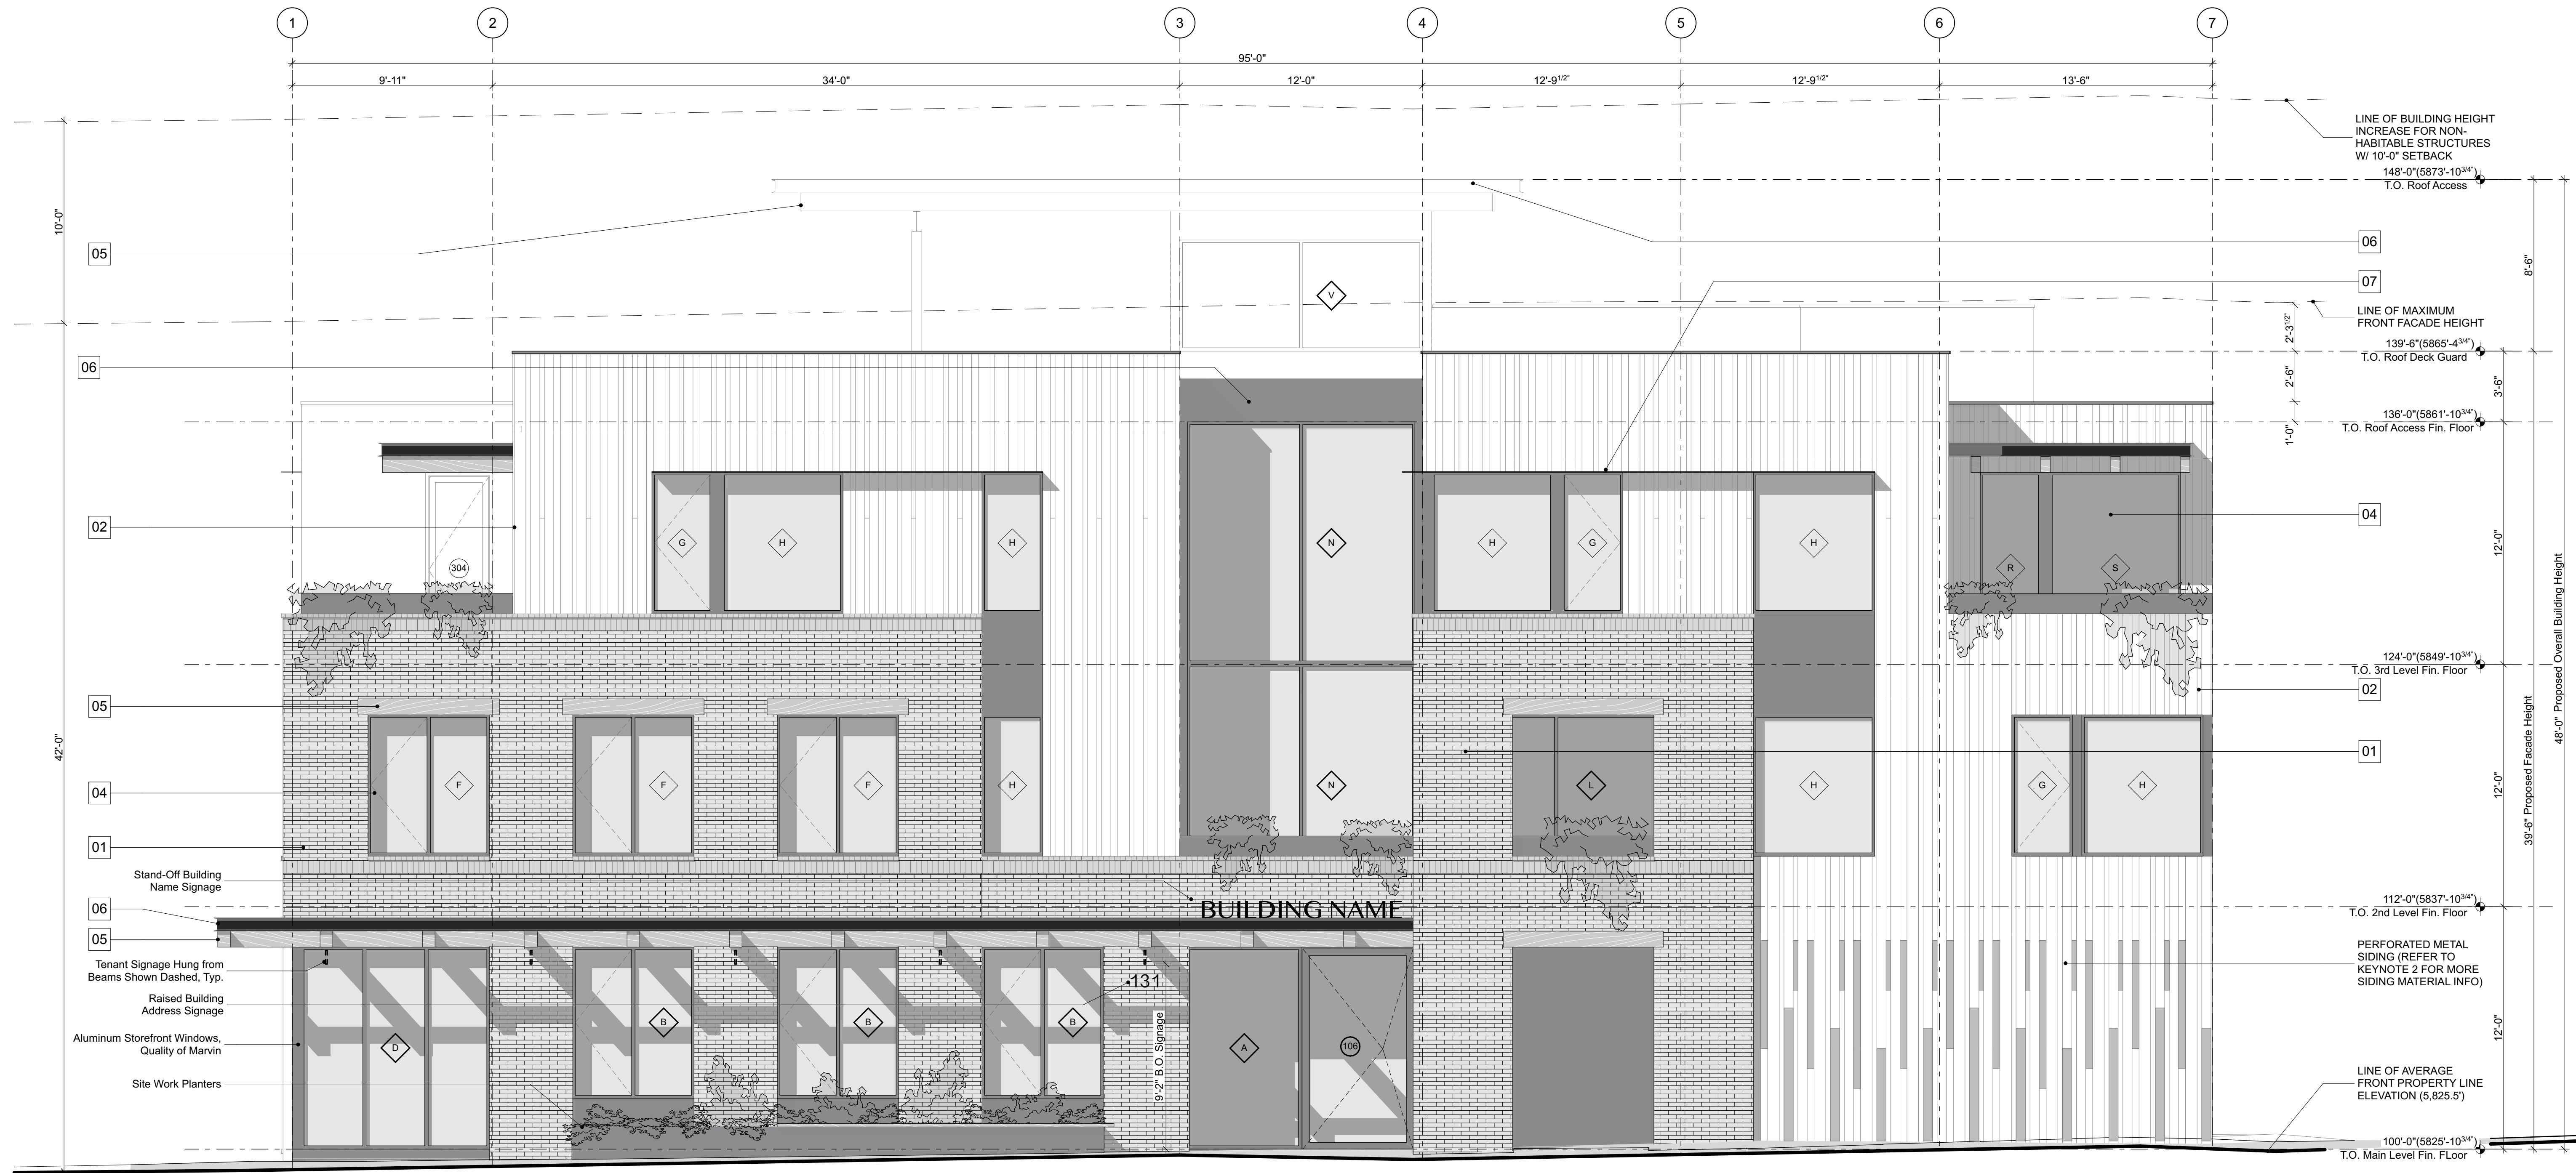 1
2
3
4
5
6
7
95'-0"
9'-11"
34'-0"
12'-0"
12'-9 1/2"
12'-9 1/2"
13'-6"
LINE OF BUILDING HEIGHT
INCREASE FOR NON-
HABITABLE STRUCTURES
W/ 10'-0" SETBACK
148'-0"(5873'-10 3/4")
T.O. Roof Access
10'-0"
05
06
8'-6"
07
V
LINE OF MAXIMUM
FRONT FACADE HEIGHT
2'-3 1/2"
139'-6"(5865'-4 3/4")
T.O. Roof Deck Guard
06
2'-6"
3'-6"
136'-0"(5861'-10 3/4")
T.O. Roof Access Fin. Floor
1'-0"
02
04
G
H
H
N
H
G
H
12'-0"
304
R
S
48'-0" Proposed Overall Building Height
124'-0"(5849'-10 3/4")
T.O. 3rd Level Fin. Floor
02
05
42'-0"
01
39'-6" Proposed Facade Height
04
F
F
F
H
N
L
H
G
H
12'-0"
01
Stand-Off Building
Name Signage
06
BUILDING NAME
112'-0"(5837'-10 3/4")
T.O. 2nd Level Fin. Floor
05
Tenant Signage Hung from
Beams Shown Dashed, Typ.
PERFORATED METAL
SIDING (REFER TO
KEYNOTE 2 FOR MORE
SIDING MATERIAL INFO)
131
Raised Building
Address Signage
B
B
B
9'-2" B.O. Signage
12'-0"
Aluminum Storefront Windows,
Quality of Marvin
D
A
106
Site Work Planters
LINE OF AVERAGE
FRONT PROPERTY LINE
ELEVATION (5,825.5')
100'-0"(5825'-10 3/4")
T.O. Main Level Fin. FLoor